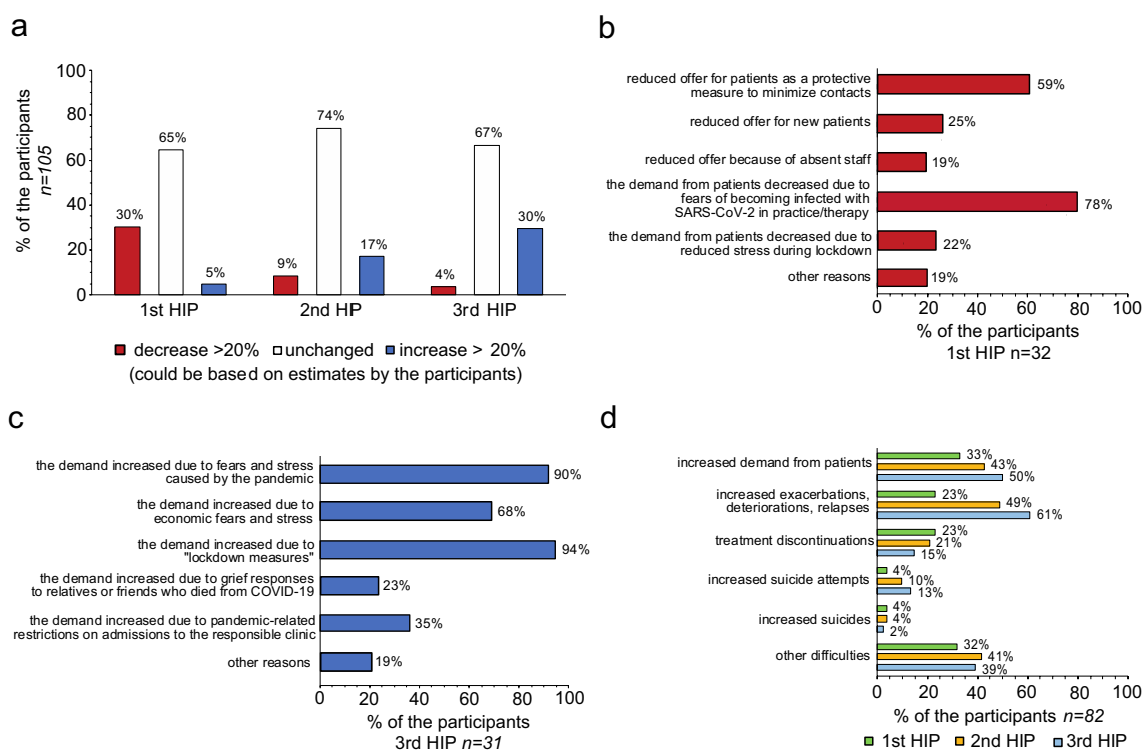 a
% of the participants
n=105
100
80
60
40
20
0
30%
65%
5%
9%
74%
17%
4%
67%
30%
1st HIP
2nd HIP
3rd HIP
decrease >20% unchanged increase > 20%
(could be based on estimates by the participants)
b
reduced offer for patients as a protective
measure to minimize contacts
59%
reduced offer for new patients
25%
reduced offer because of absent staff
19%
the demand from patients decreased due to
fears of becoming infected with
SARS-CoV-2 in practice/therapy
78%
the demand from patients decreased due to
reduced stress during lockdown
22%
other reasons
19%
0 20 40 60 80 100
% of the participants
1st HIP n=32
c
the demand increased due to fears and stress
caused by the pandemic
90%
the demand increased due to
economic fears and stress
68%
the demand increased due to
"lockdown measures"
94%
the demand increased due to grief responses
to relatives or friends who died from COVID-19
23%
the demand increased due to pandemic-related
restrictions on admissions to the responsible clinic
35%
other reasons
19%
0 20 40 60 80 100
% of the participants
3rd HIP n=31
d
increased demand from patients
33%
43%
50%
increased exacerbations,
deteriorations, relapses
23%
49%
61%
treatment discontinuations
23%
21%
15%
increased suicide attempts
4%
10%
13%
increased suicides
4%
4%
2%
other difficulties
32%
41%
39%
0 20 40 60 80 100
% of the participants n=82
1st HIP 2nd HIP 3rd HIP